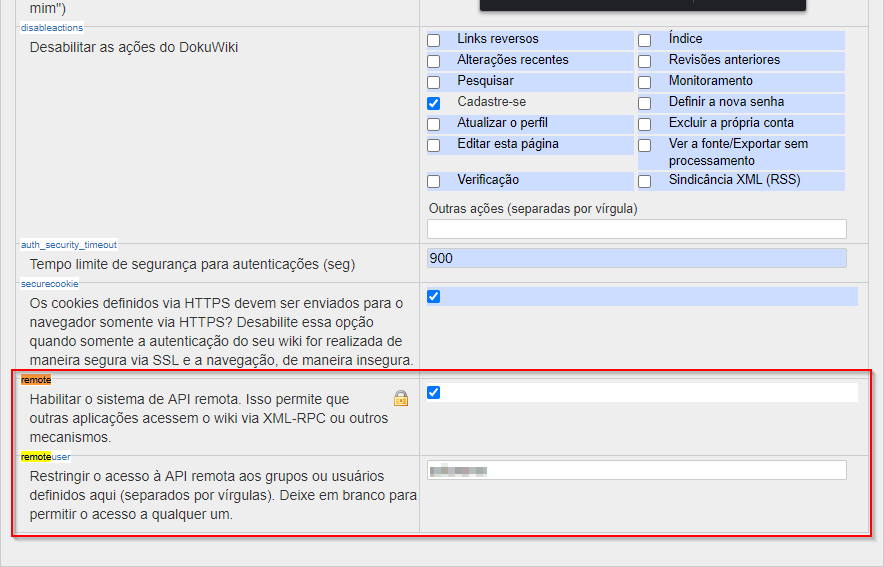 mim")
disableactions
Desabilitar as ações do DokuWiki
Links reversos
Índice
Alterações recentes
Revisões anteriores
Pesquisar
Monitoramento
Cadastre-se
Definir a nova senha
Atualizar o perfil
Excluir a própria conta
Editar esta página
Ver a fonte/Exportar sem
processamento
Verificação
Sindicância XML (RSS)
Outras ações (separadas por vírgula)
auth_security_timeout
Tempo limite de segurança para autenticações (seg)
900
securecookie
Os cookies definidos via HTTPS devem ser enviados para o
navegador somente via HTTPS? Desabilite essa opção
quando somente a autenticação do seu wiki for realizada de
maneira segura via SSL e a navegação, de maneira insegura.
remote
Habilitar o sistema de API remota. Isso permite que
outras aplicações acessem o wiki via XML-RPC ou outros
mecanismos.
remoteuser
Restringir o acesso à API remota aos grupos ou usuários
definidos aqui (separados por vírgulas). Deixe em branco para
permitir o acesso a qualquer um.